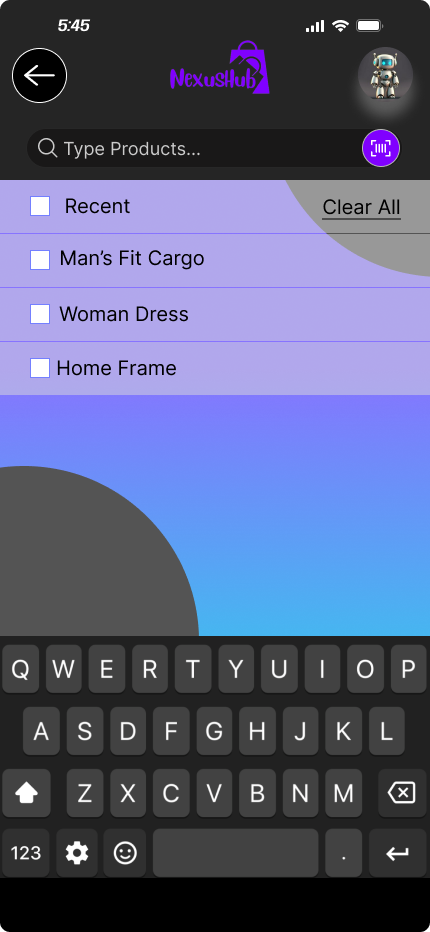 5:45
NexusHub
Type Products...
Recent Clear All
Man’s Fit Cargo
Woman Dress
Home Frame
Q W E R T Y U I O P
A S D F G H J K L
Z X C V B N M
123 .